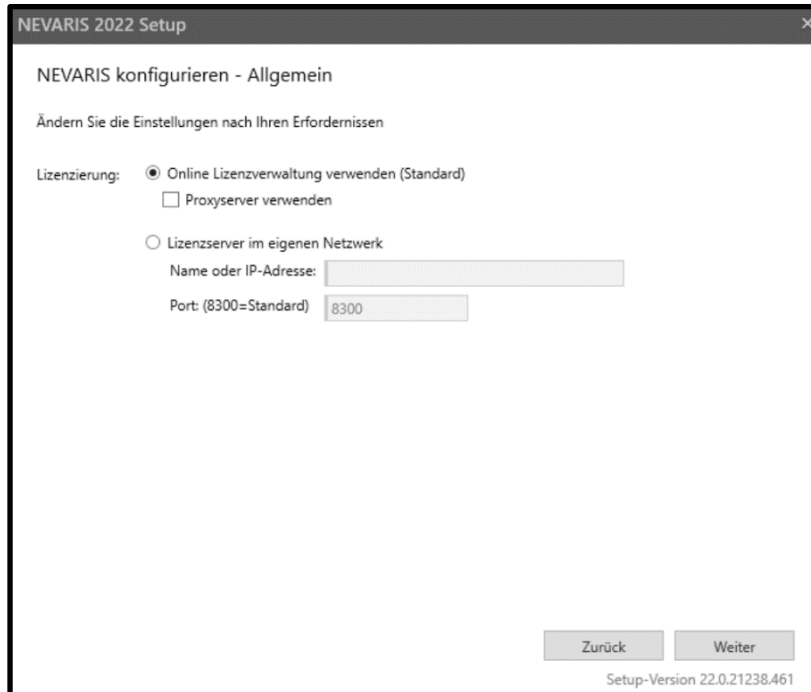 NEVARIS 2022 Setup
NEVARIS konfigurieren - Allgemein
Ändern Sie die Einstellungen nach Ihren Erfordernissen
Lizenzierung: Online Lizenzverwaltung verwenden (Standard)
Proxyserver verwenden
Lizenzserver im eigenen Netzwerk
Name oder IP-Adresse:
Port: (8300=Standard) 8300
Zurück Weiter
Setup-Version 22.0.21238.461